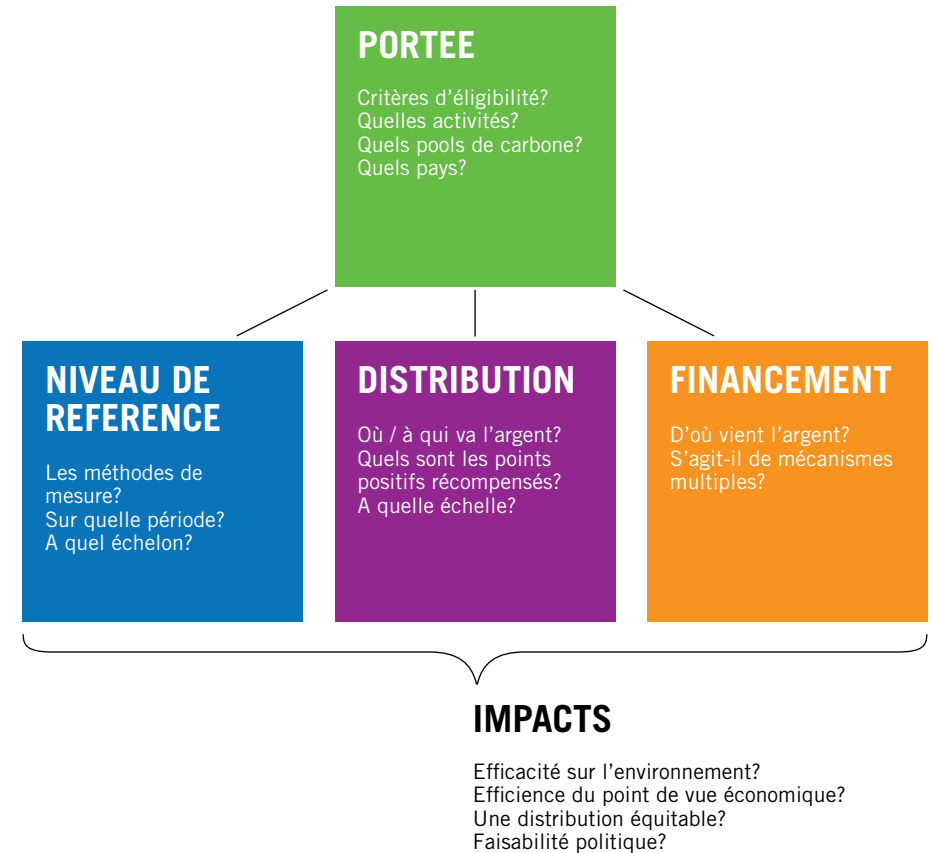 PORTEE
Critères d'éligibilité?
Quelles activités?
Quels pools de carbone?
Quels pays?
NIVEAU DE
REFERENCE
Les méthodes de
mesure?
Sur quelle période?
A quel échelon?
DISTRIBUTION
Où / à qui va l'argent?
Quels sont les points
positifs récompensés?
A quelle échelle?
FINANCEMENT
D'où vient l'argent?
S'agit-il de mécanismes
multiples?
IMPACTS
Efficacité sur l'environnement?
Efficience du point de vue économique?
Une distribution équitable?
Faisabilité politique?